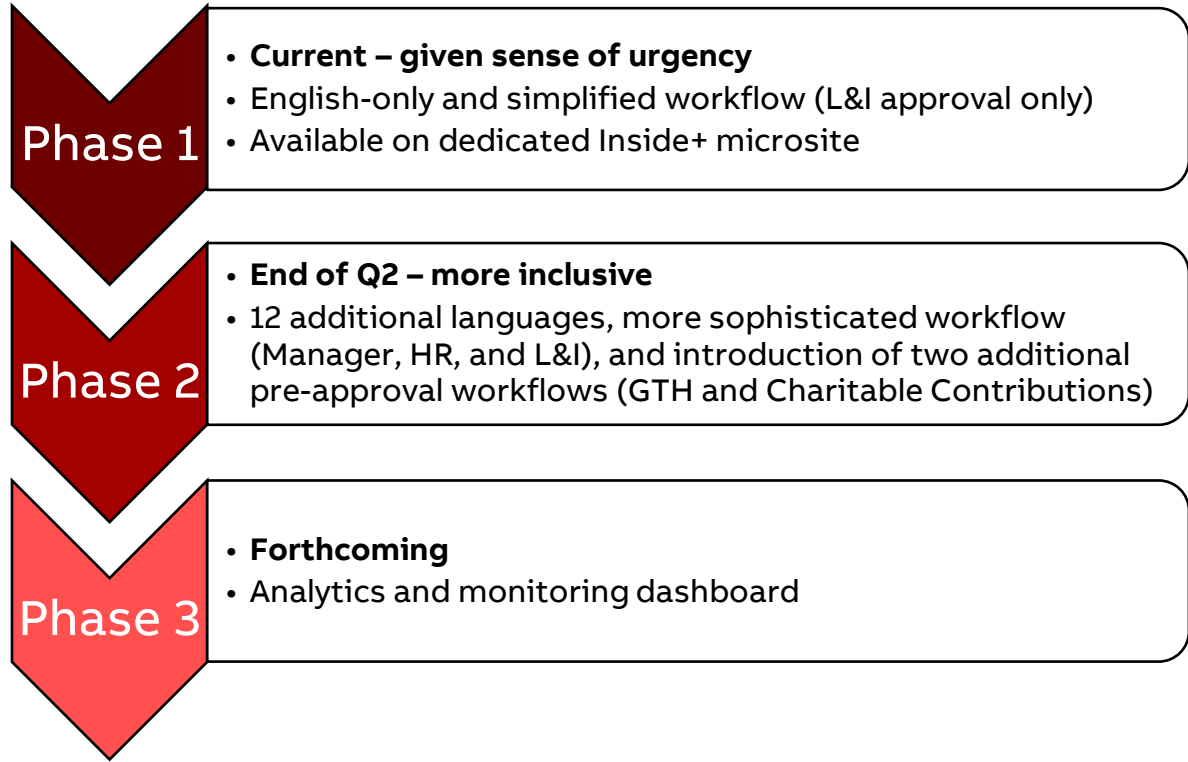 Phase 1
• Current – given sense of urgency
• English-only and simplified workflow (L&I approval only)
• Available on dedicated Inside+ microsite
Phase 2
• End of Q2 – more inclusive
• 12 additional languages, more sophisticated workflow
(Manager, HR, and L&I), and introduction of two additional
pre-approval workflows (GTH and Charitable Contributions)
Phase 3
• Forthcoming
• Analytics and monitoring dashboard